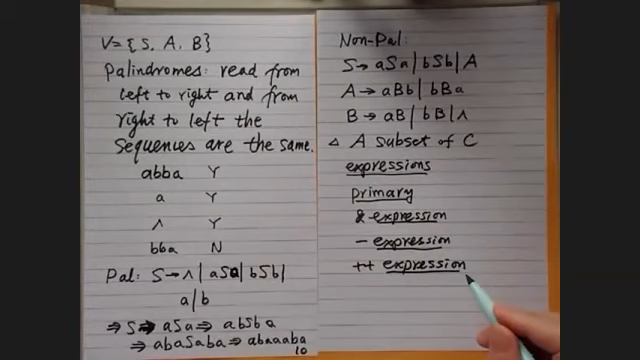 V = { S, A, B }
Palindromes: read from
left to right and from
right to left the
sequences are the same.
abba Y
a Y
Λ Y
bba N
Pal: S → Λ | aSa | bSb |
a | b
⇒ S ⇒ aSa ⇒ abSba
⇒ abaSaba ⇒ abaaaba
10
Non-Pal:
S → aSa | bSb | A
A → aBb | bBa
B → aB | bB | Λ
Δ A subset of C
expressions
primary
& expression
- expression
++ expression